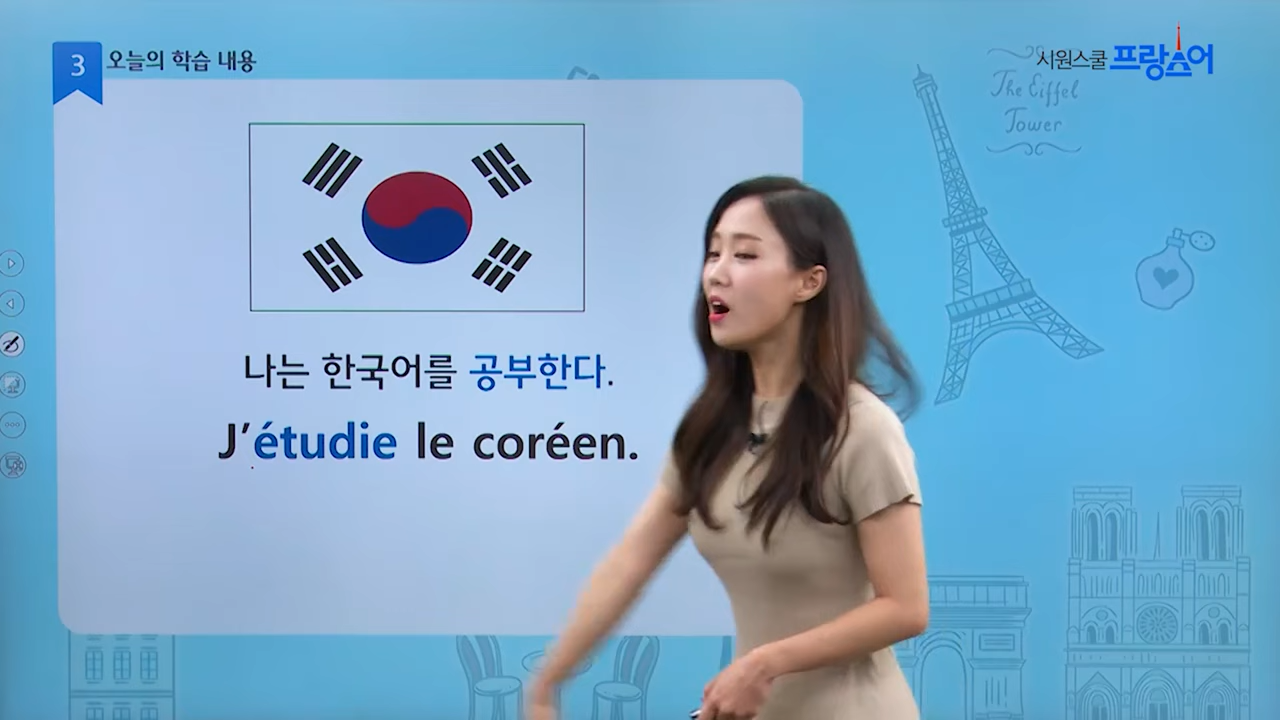 3
오늘의 학습 내용
시원스쿨 프랑스어
The Eiffel
Tower
나는 한국어를 공부한다.
J’étudie le coréen.